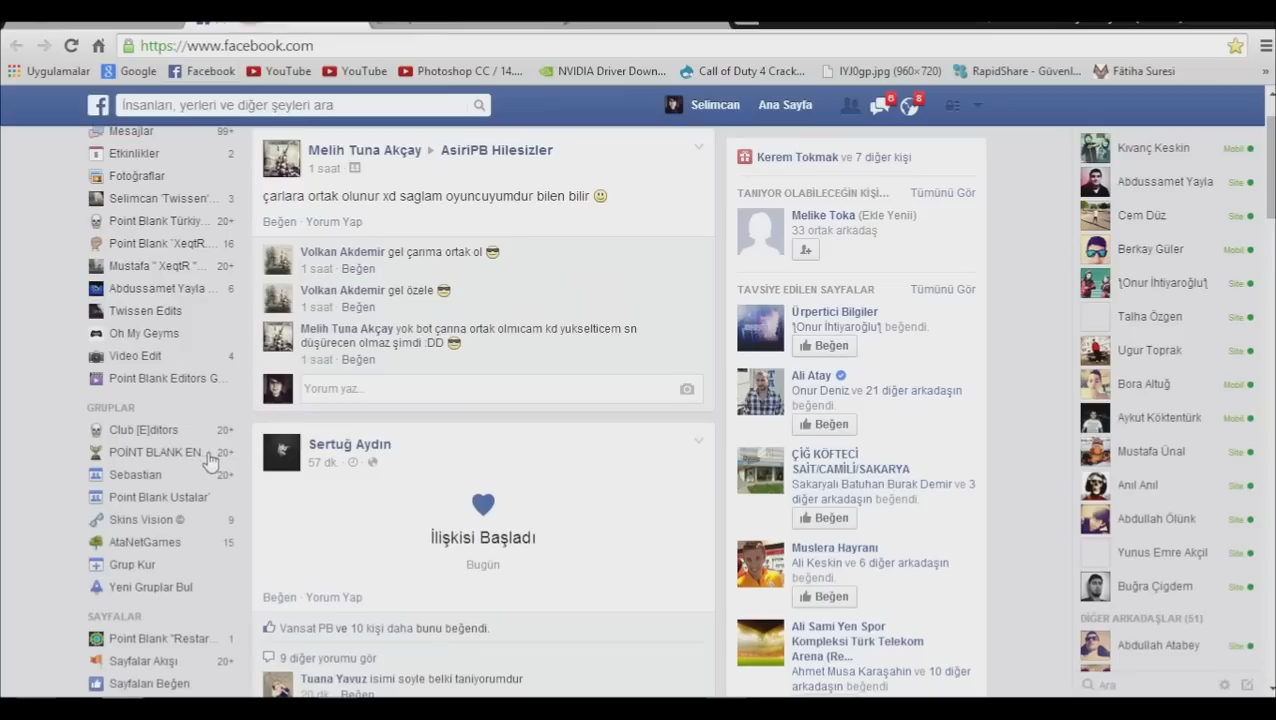 https://www.facebook.com
Uygulamalar Google Facebook YouTube YouTube Photoshop CC / 14.... NVIDIA Driver Down... Call of Duty 4 Crack... IYJ0gp.jpg (960×720) RapidShare - Güvenl... Fâtiha Suresi »
İnsanları, yerleri ve diğer şeyleri ara
Selimcan Ana Sayfa 6 8
Mesajlar 99+
Etkinlikler 2
Fotoğraflar
Selimcan 'Twissen'... 3
Point Blank Türkiy... 20+
Point Blank `XeqtR... 16
Mustafa " XeqtR "... 20+
Abdussamet Yayla ... 6
Twissen Edits
Oh My Geyms
Video Edit 4
Point Blank Editors G...
GRUPLAR
Club [E]ditors 20+
POİNT BLANK EN 20+
Sebastian 20+
Point Blank Ustalar'
Skins Vision © 9
AtaNetGames 15
Grup Kur
Yeni Gruplar Bul
SAYFALAR
Point Blank "Restar... 1
Sayfalar Akışı 20+
Sayfaları Beğen
Melih Tuna Akçay AsiriPB Hilesizler
1 saat ·
çarlara ortak olunur xd saglam oyuncuyumdur bilen bilir
Beğen · Yorum Yap
Volkan Akdemir gel çarıma ortak ol
1 saat · Beğen
Volkan Akdemir gel özele
1 saat · Beğen
Melih Tuna Akçay yok bot çarına ortak olmıcam kd yukselticem sn
düşürecen olmaz şimdi :DD
1 saat · Beğen
Yorum yaz...
Sertuğ Aydın
57 dk. ·
İlişkisi Başladı
Bugün
Beğen · Yorum Yap
Vansat PB ve 10 kişi daha bunu beğendi.
9 diğer yorumu gör
Tuana Yavuz isimi soyle belki tanıyorumdur
20 dk. · Beğen
Kerem Tokmak ve 7 diğer kişi
TANIYOR OLABİLECEĞİN KİŞİ... Tümünü Gör
Melike Toka (Ekle Yenii)
33 ortak arkadaş
TAVSİYE EDİLEN SAYFALAR Tümünü Gör
Ürpertici Bilgiler
'įOnur İhtiyaroğlu'į beğendi.
Beğen
Ali Atay
Onur Deniz ve 21 diğer arkadaşın
beğendi.
Beğen
ÇİĞ KÖFTECİ
SAİT/CAMİLİ/SAKARYA
Sakaryalı Batuhan Burak Demir ve 3
diğer arkadaşın beğendi.
Beğen
Muslera Hayranı
Ali Keskin ve 6 diğer arkadaşın
beğendi.
Beğen
Ali Sami Yen Spor
Kompleksi Türk Telekom
Arena (Re...
Ahmet Musa Karaşahin ve 10 diğer
arkadaşın beğendi.
Kıvanç Keskin Mobil
Abdussamet Yayla Site
Cem Düz Site
Berkay Güler Mobil
'įOnur İhtiyaroğlu'į Mobil
Talha Özgen Site
Ugur Toprak Site
Bora Altuğ Site
Aykut Köktentürk Mobil
Mustafa Ünal Site
Anıl Anıl Site
Abdullah Ölünk Site
Yunus Emre Akçil Site
Buğra Çigdem Site
DİĞER ARKADAŞLAR (51)
Abdullah Atabey Site
Ara